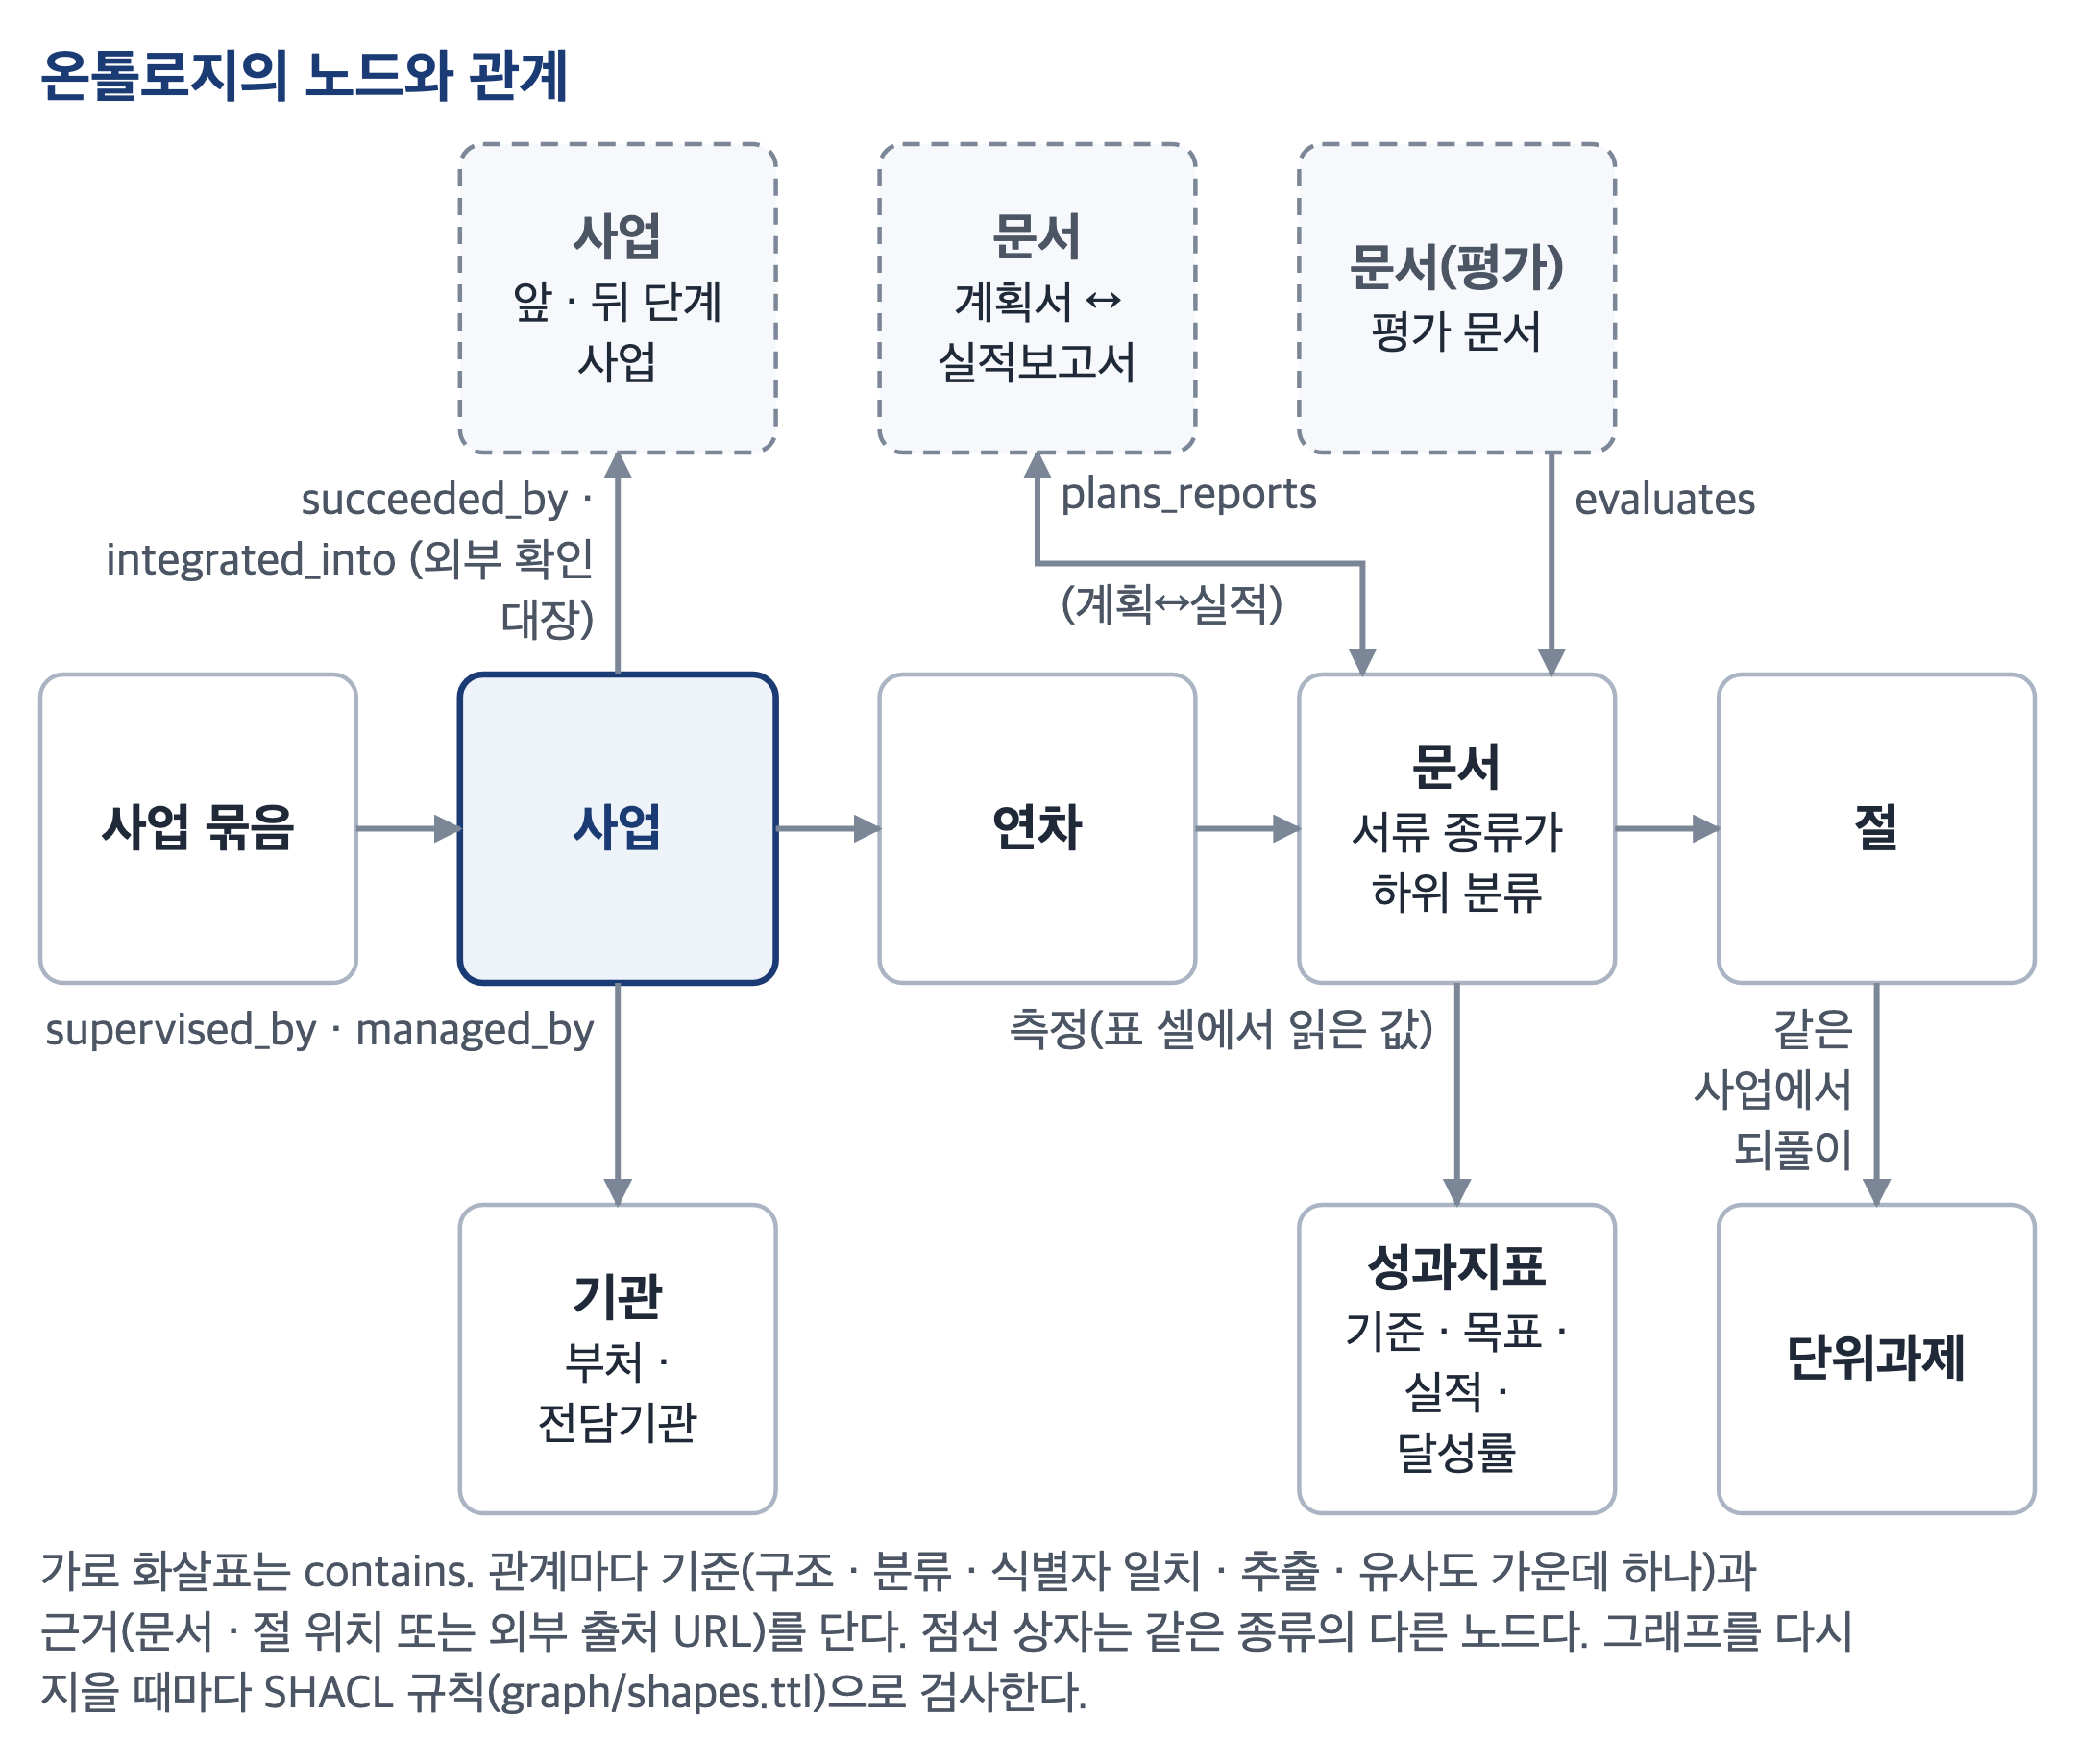 온톨로지의 노드와 관계
사업
앞 · 뒤 단계
사업
문서
계획서 ↔
실적보고서
문서(평가)
평가 문서
succeeded_by ·
integrated_into (외부 확인
대장)
plans_reports
(계획↔실적)
evaluates
사업 묶음
사업
연차
문서
서류 종류가
하위 분류
절
supervised_by · managed_by
측정(표 셀에서 읽은 값)
같은
사업에서
되풀이
기관
부처 ·
전담기관
성과지표
기준 · 목표 ·
실적 ·
달성률
단위과제
가로 화살표는 contains. 관계마다 기준(구조 · 분류 · 식별자 일치 · 추출 · 유사도 가운데 하나)과
근거(문서 · 절 위치 또는 외부 출처 URL)를 단다. 점선 상자는 같은 종류의 다른 노드다. 그래프를 다시
지을 때마다 SHACL 규칙(graph/shapes.ttl)으로 검사한다.